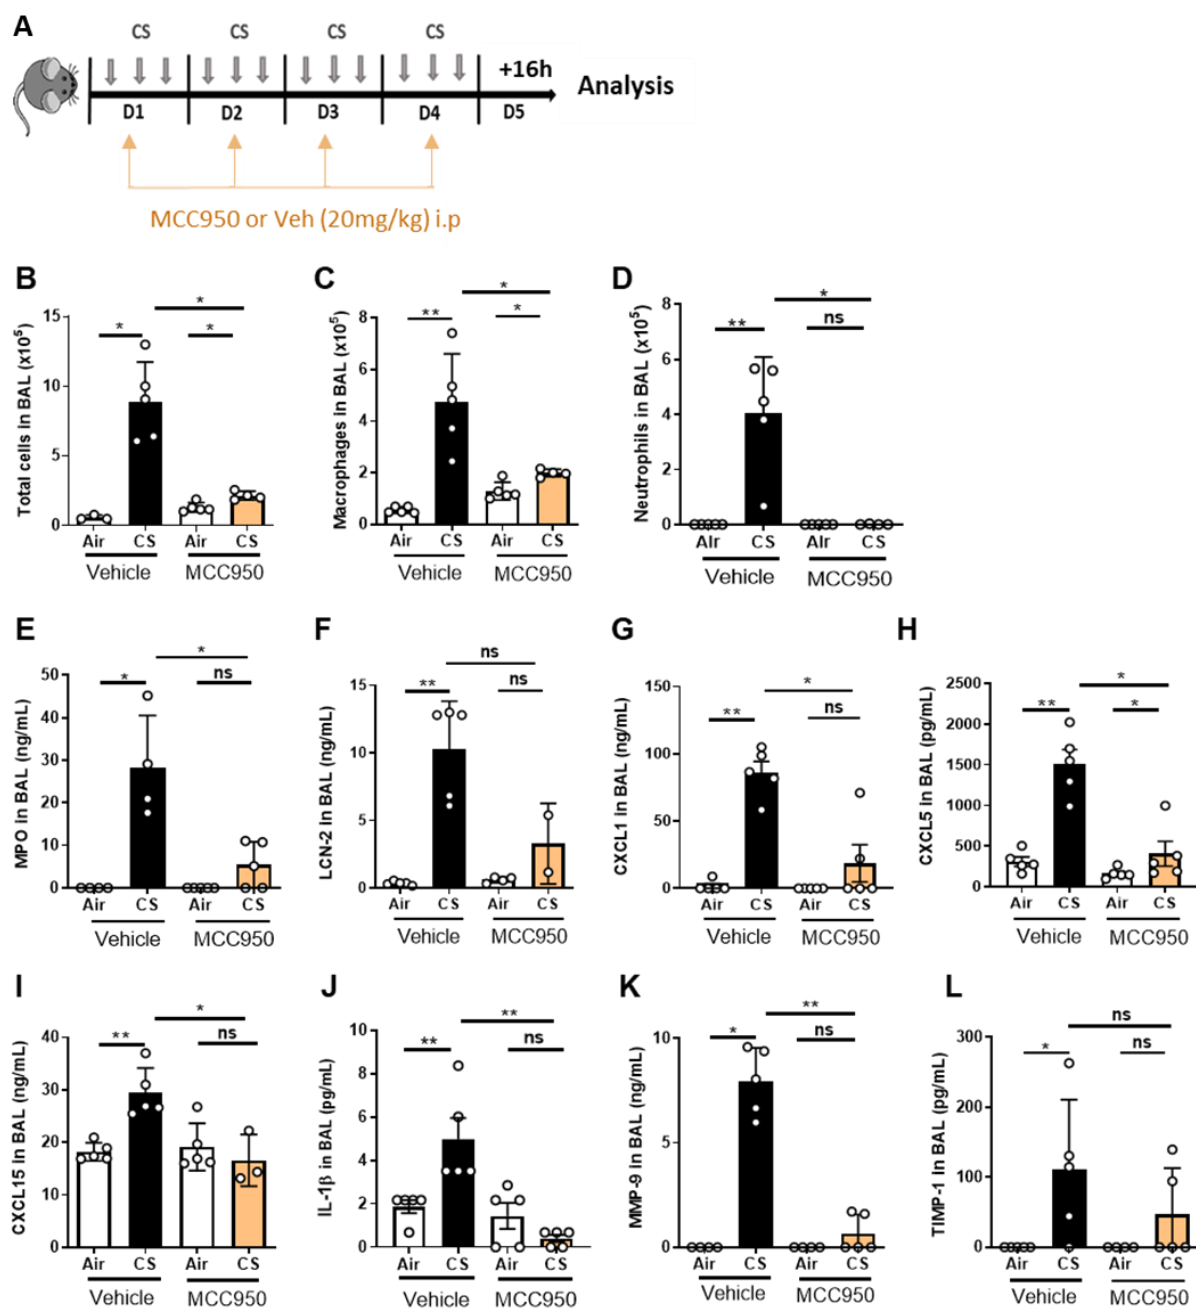 A
CS CS CS CS
+16h
Analysis
D1 D2 D3 D4 D5
MCC950 or Veh (20mg/kg) i.p
B
Total cells in BAL (x10⁵)
15
10
5
0
* * *
Air CS Air CS
Vehicle MCC950
C
Macrophages in BAL (x10⁵)
8
6
4
2
0
** * *
Air CS Air CS
Vehicle MCC950
D
Neutrophils in BAL (x10⁵)
8
6
4
2
0
** * ns
AIr CS AIr CS
Vehicle MCC950
E
MPO in BAL (ng/mL)
50
40
30
20
10
0
* * ns
Air CS Air CS
Vehicle MCC950
F
LCN-2 in BAL (ng/mL)
15
10
5
0
** ns ns
Air CS Air CS
Vehicle MCC950
G
CXCL1 in BAL (ng/mL)
150
100
50
0
** * ns
Air CS Air CS
Vehicle MCC950
H
CXCL5 in BAL (pg/mL)
2500
2000
1500
1000
500
0
** * *
Air CS Air CS
Vehicle MCC950
I
CXCL15 in BAL (ng/mL)
40
30
20
10
0
** * ns
Air CS Air CS
Vehicle MCC950
J
IL-1β in BAL (pg/mL)
10
8
6
4
2
0
** ** ns
Air CS Air CS
Vehicle MCC950
K
MMP-9 in BAL (ng/mL)
10
5
0
* ** ns
Air CS Air CS
Vehicle MCC950
L
TIMP-1 in BAL (pg/mL)
300
200
100
0
* ns ns
Air CS Air CS
Vehicle MCC950